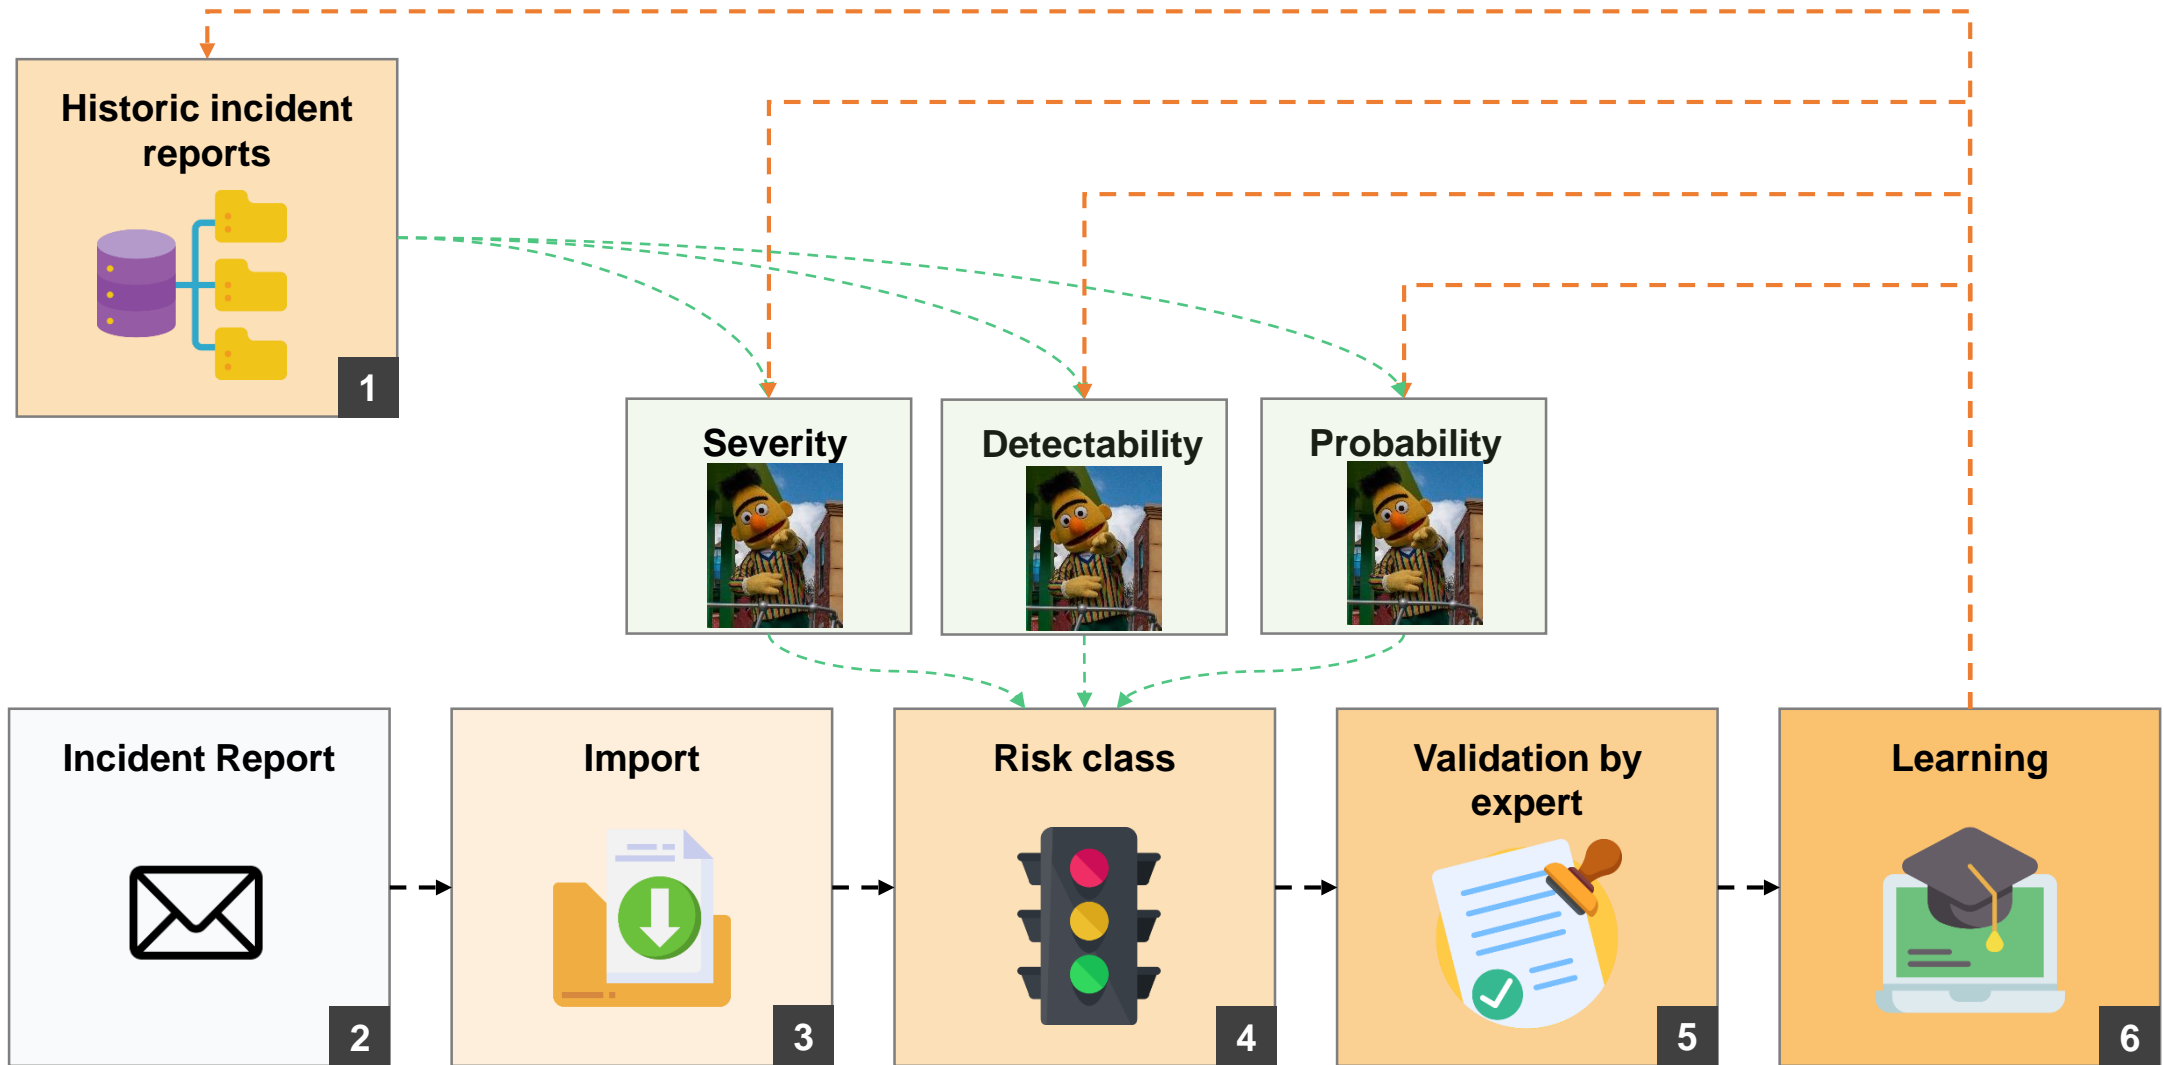 Historic incident
reports
1
Severity
Detectability
Probability
Incident Report
2
Import
3
Risk class
4
Validation by
expert
5
Learning
6